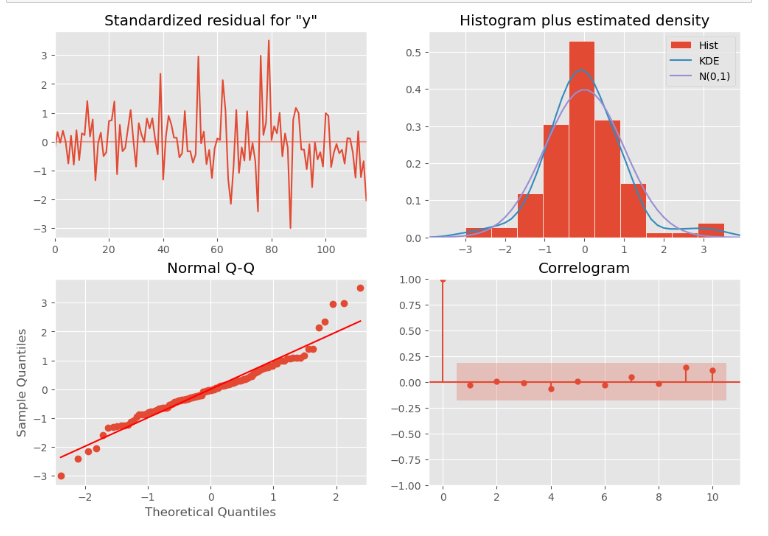 Standardized residual for "y"
3
2
1
0
−1
−2
−3
0 20 40 60 80 100
Histogram plus estimated density
Hist
KDE
N(0,1)
0.5
0.4
0.3
0.2
0.1
0.0
−3 −2 −1 0 1 2 3
Normal Q-Q
Sample Quantiles
3
2
1
0
−1
−2
−3
−2 −1 0 1 2
Theoretical Quantiles
Correlogram
1.00
0.75
0.50
0.25
0.00
−0.25
−0.50
−0.75
−1.00
0 2 4 6 8 10